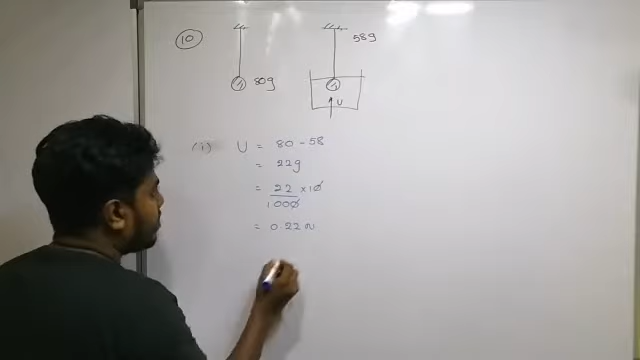 10
58g
80g
U
(i) U = 80 - 58
= 22g
= 22/1000 × 10
= 0.22 N